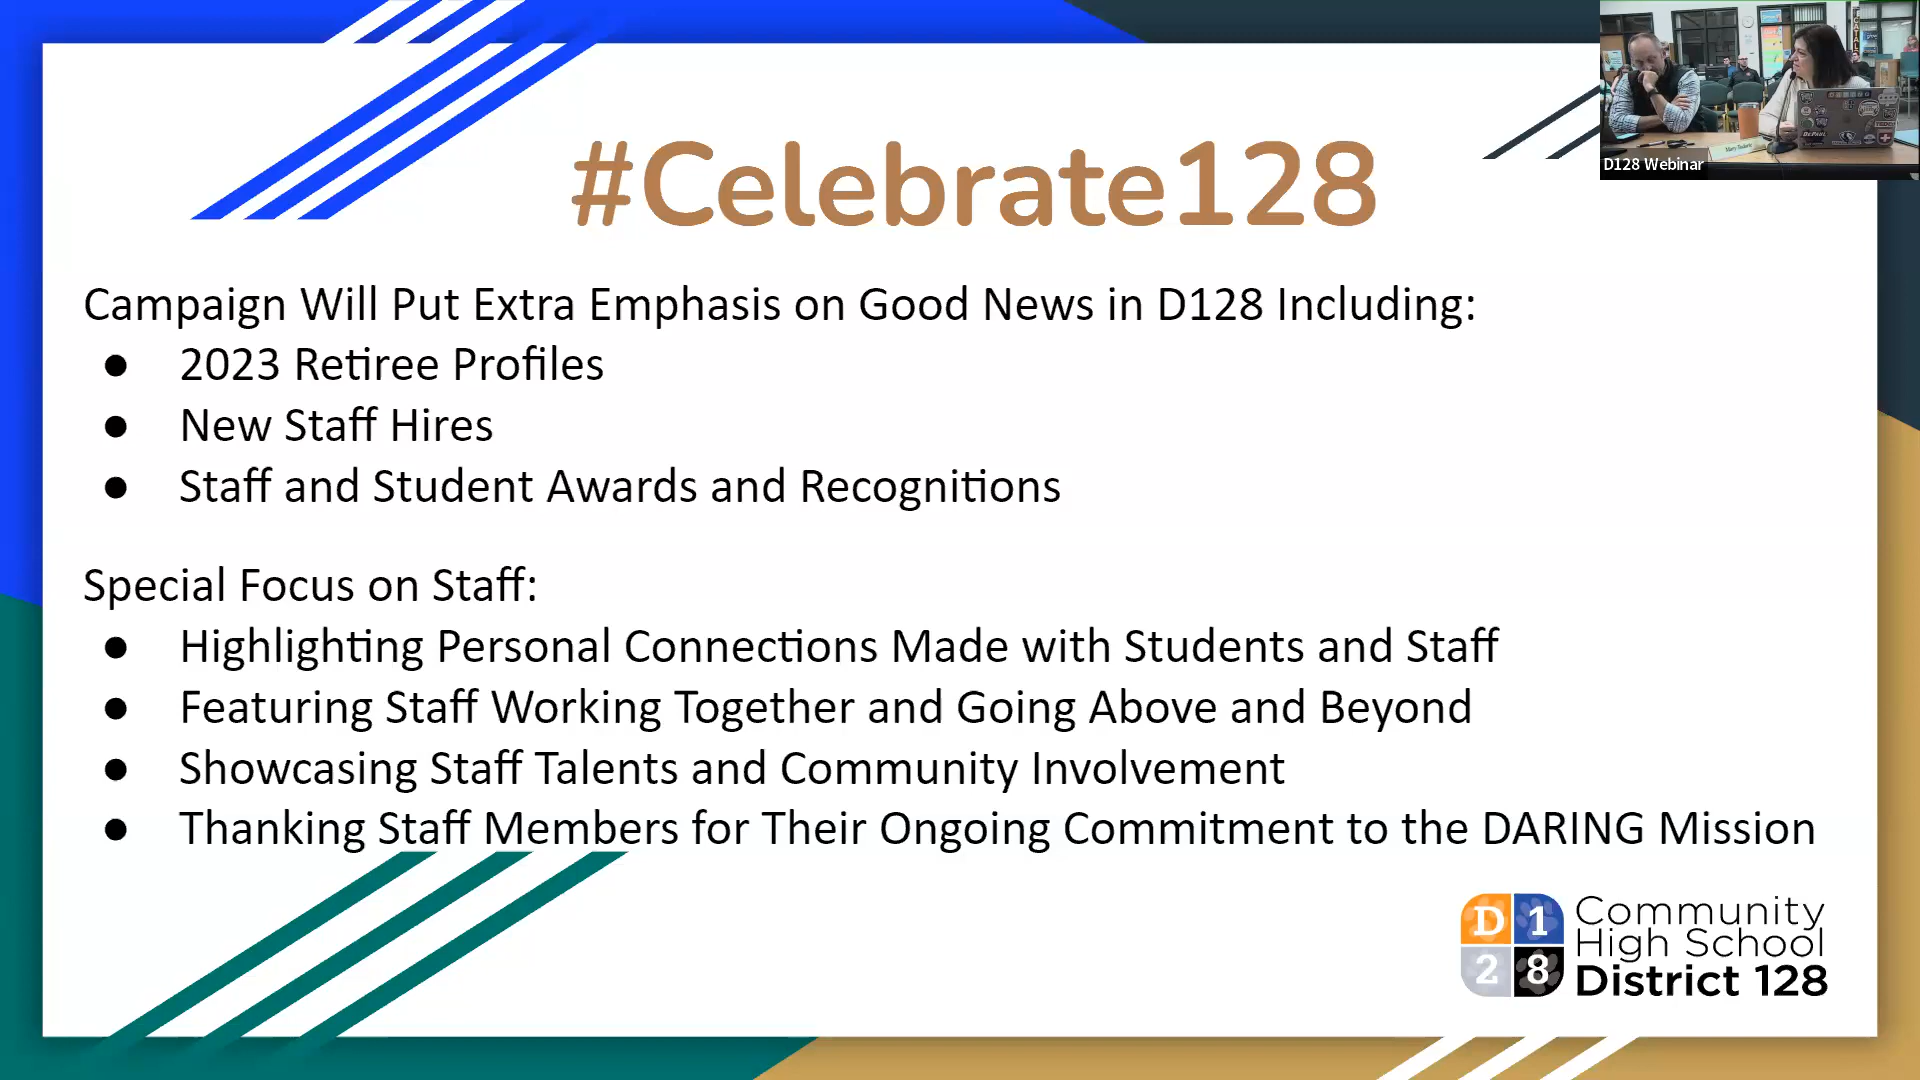 #Celebrate128
D128 Webinar
Campaign Will Put Extra Emphasis on Good News in D128 Including:
● 2023 Retiree Profiles
● New Staff Hires
● Staff and Student Awards and Recognitions
Special Focus on Staff:
● Highlighting Personal Connections Made with Students and Staff
● Featuring Staff Working Together and Going Above and Beyond
● Showcasing Staff Talents and Community Involvement
● Thanking Staff Members for Their Ongoing Commitment to the DARING Mission
D1
28
Community
High School
District 128